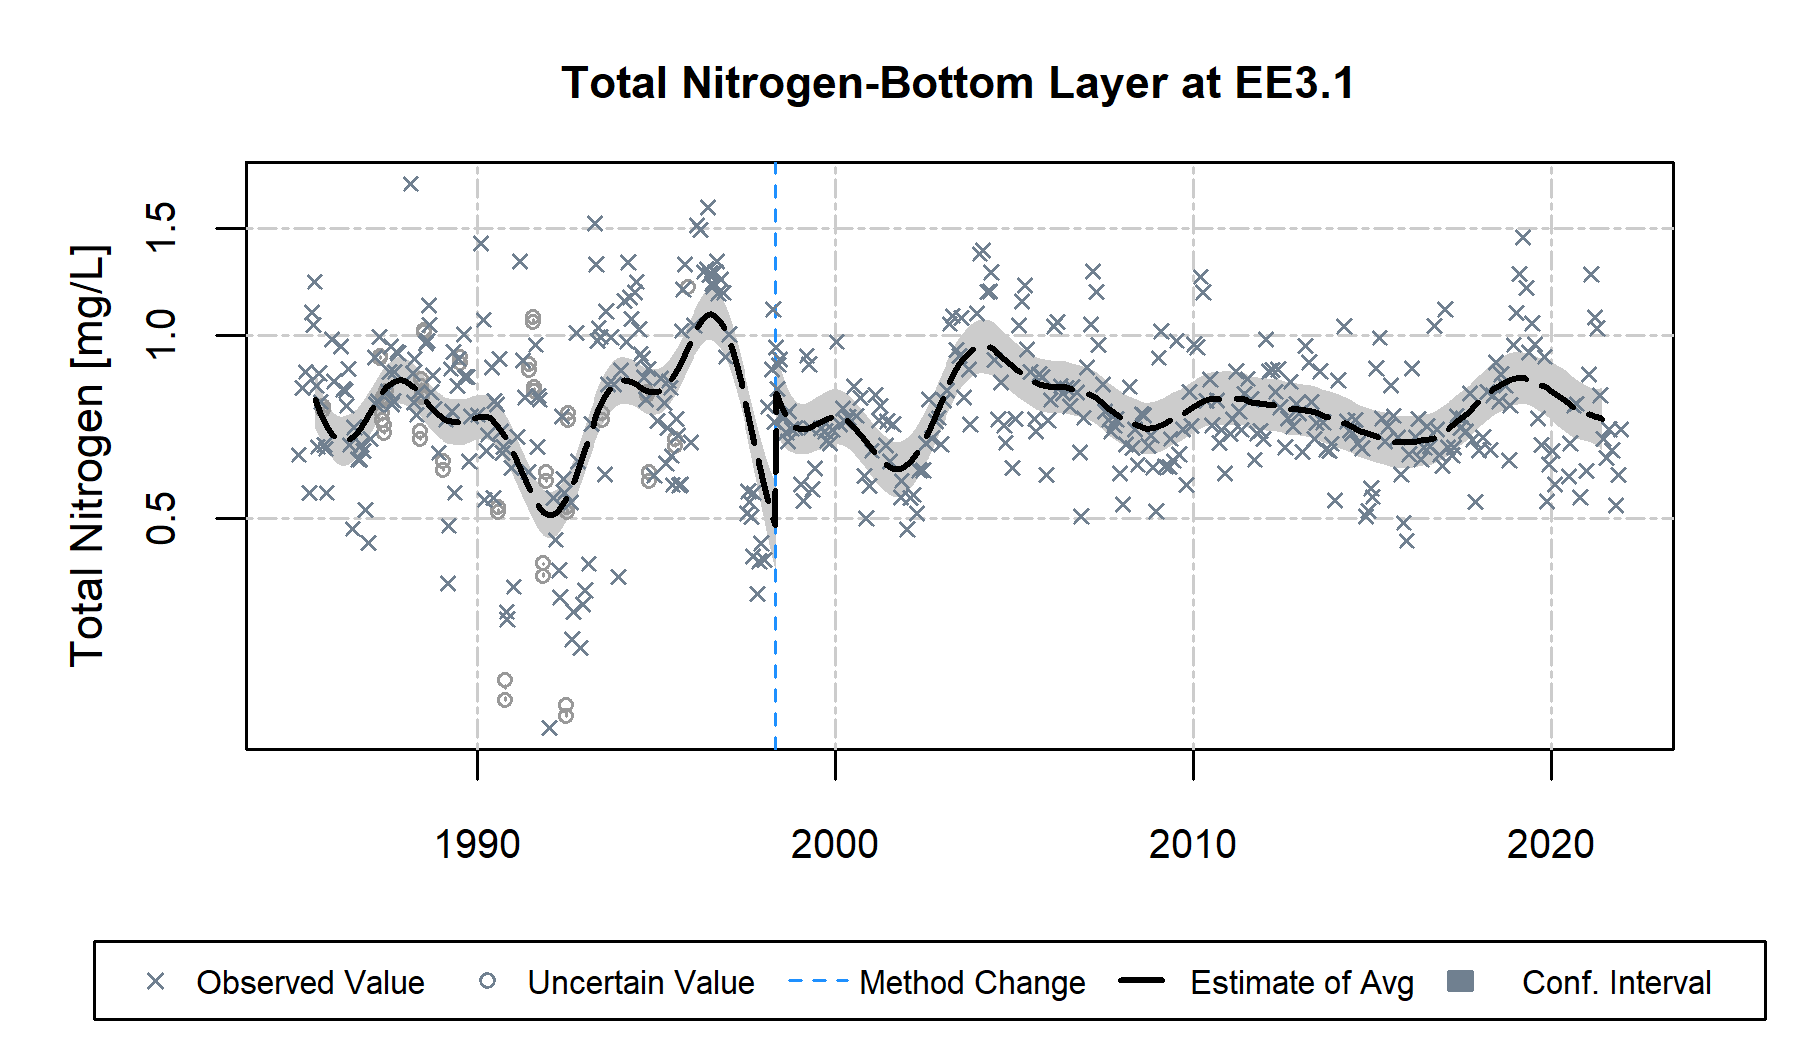 Total Nitrogen-Bottom Layer at EE3.1
Total Nitrogen [mg/L]
1.5
1.0
0.5
1990 2000 2010 2020
Observed Value Uncertain Value Method Change Estimate of Avg Conf. Interval